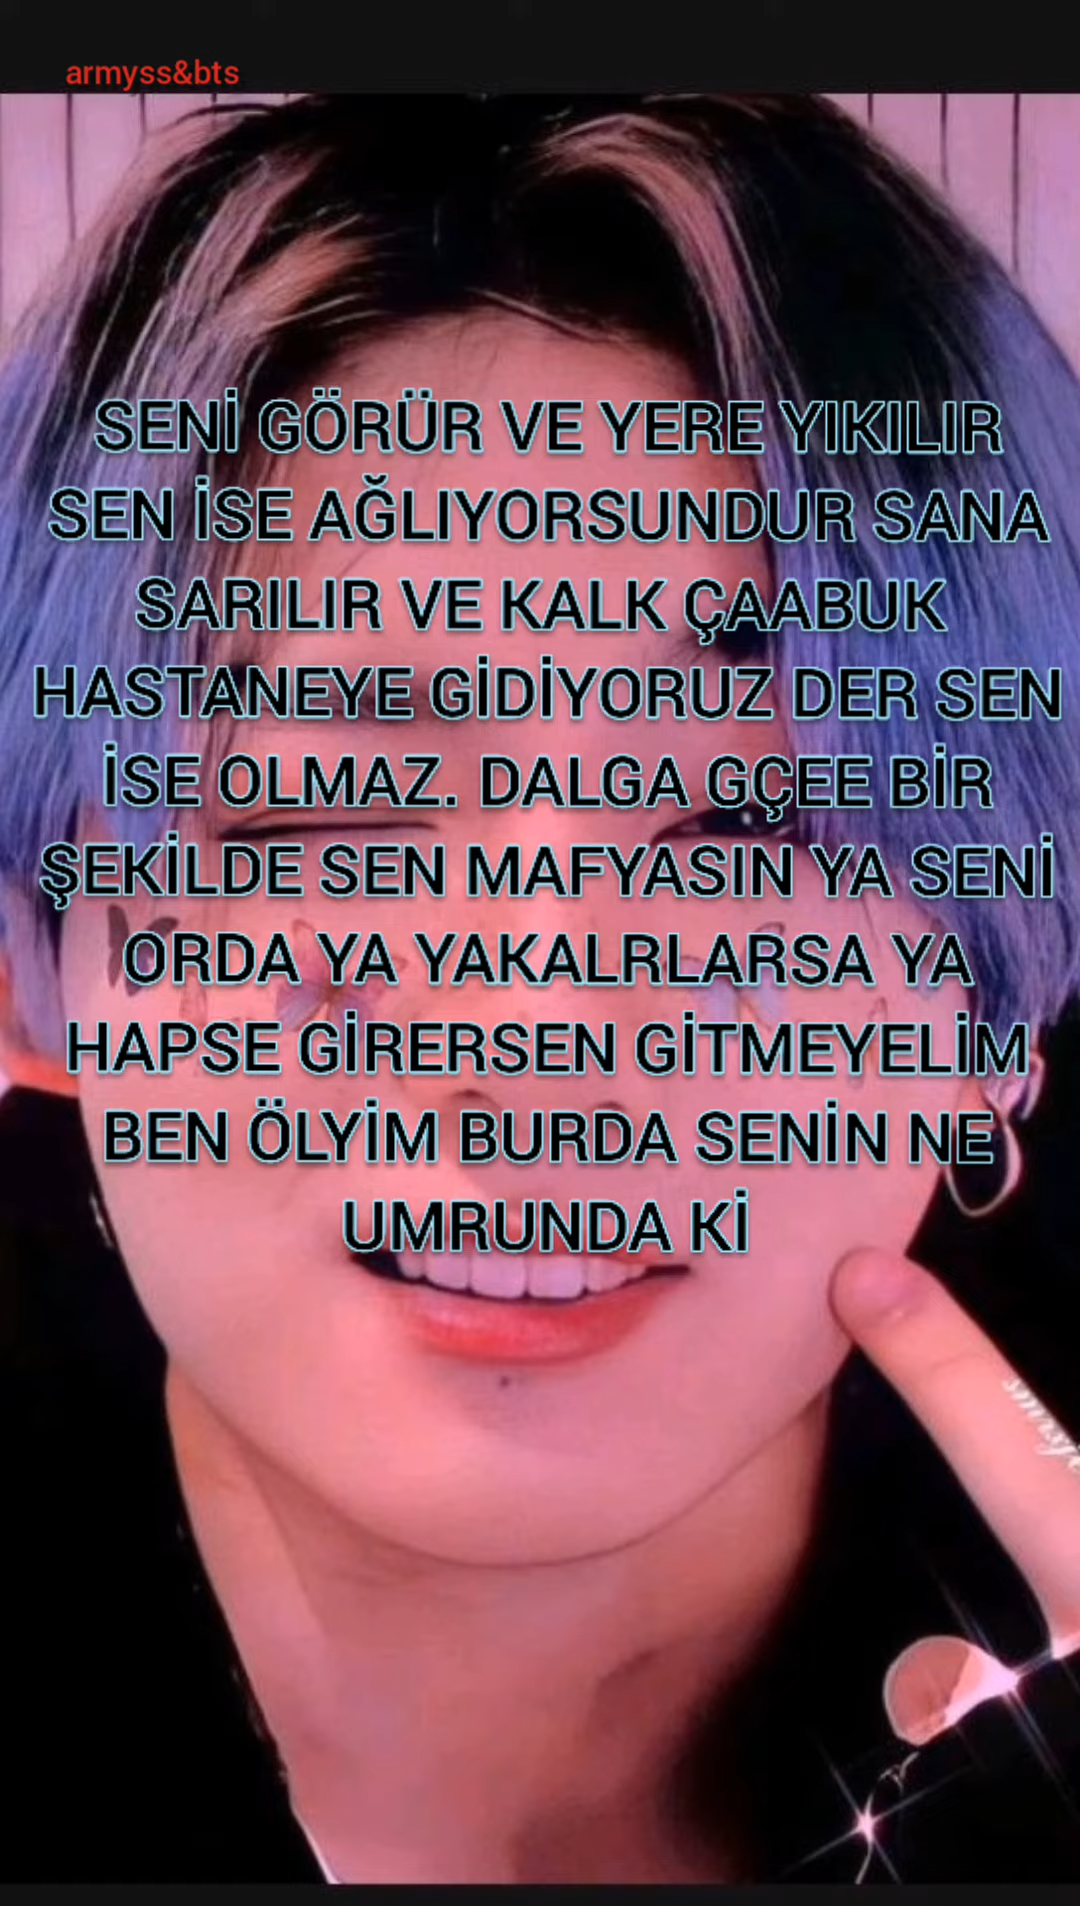 armyss&bts
SENİ GÖRÜR VE YERE YIKILIR
SEN İSE AĞLIYORSUNDUR SANA
SARILIR VE KALK ÇAABUK
HASTANEYE GİDİYORUZ DER SEN
İSE OLMAZ. DALGA GÇEE BİR
ŞEKİLDE SEN MAFYASIN YA SENİ
ORDA YA YAKALRLARSA YA
HAPSE GİRERSEN GİTMEYELİM
BEN ÖLYİM BURDA SENİN NE
UMRUNDA Kİ